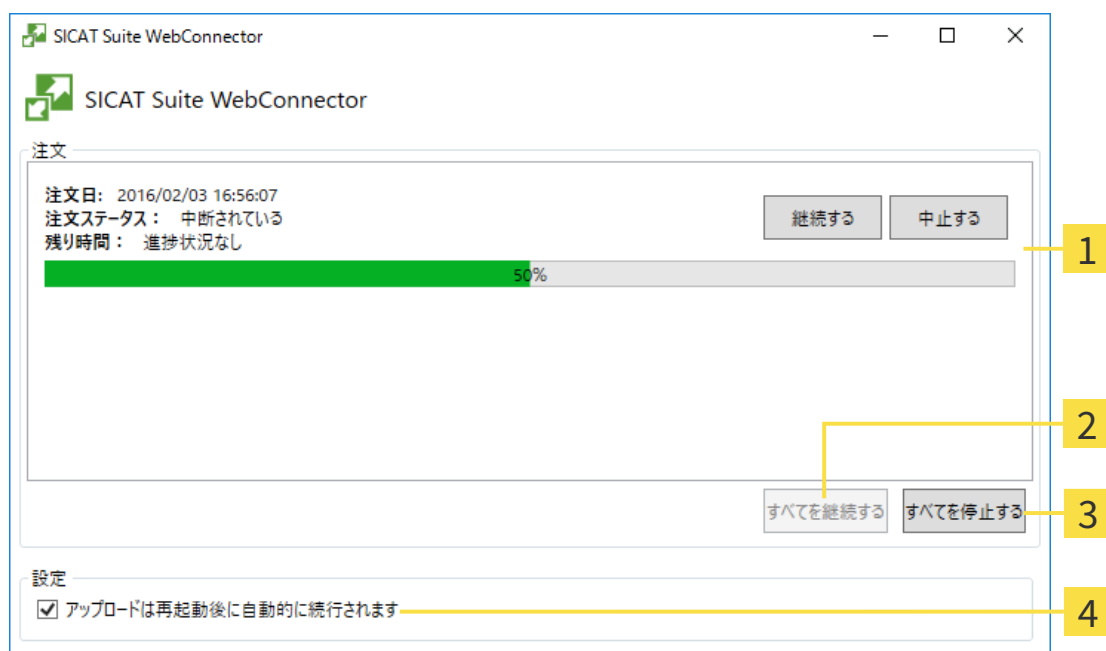 SICAT Suite WebConnector
SICAT Suite WebConnector
注文
注文日: 2016/02/03 16:56:07
注文ステータス： 中断されている
残り時間： 進捗状況なし
継続する 中止する
50%
1
2
すべてを継続する すべてを停止する
3
設定
アップロードは再起動後に自動的に続行されます
4